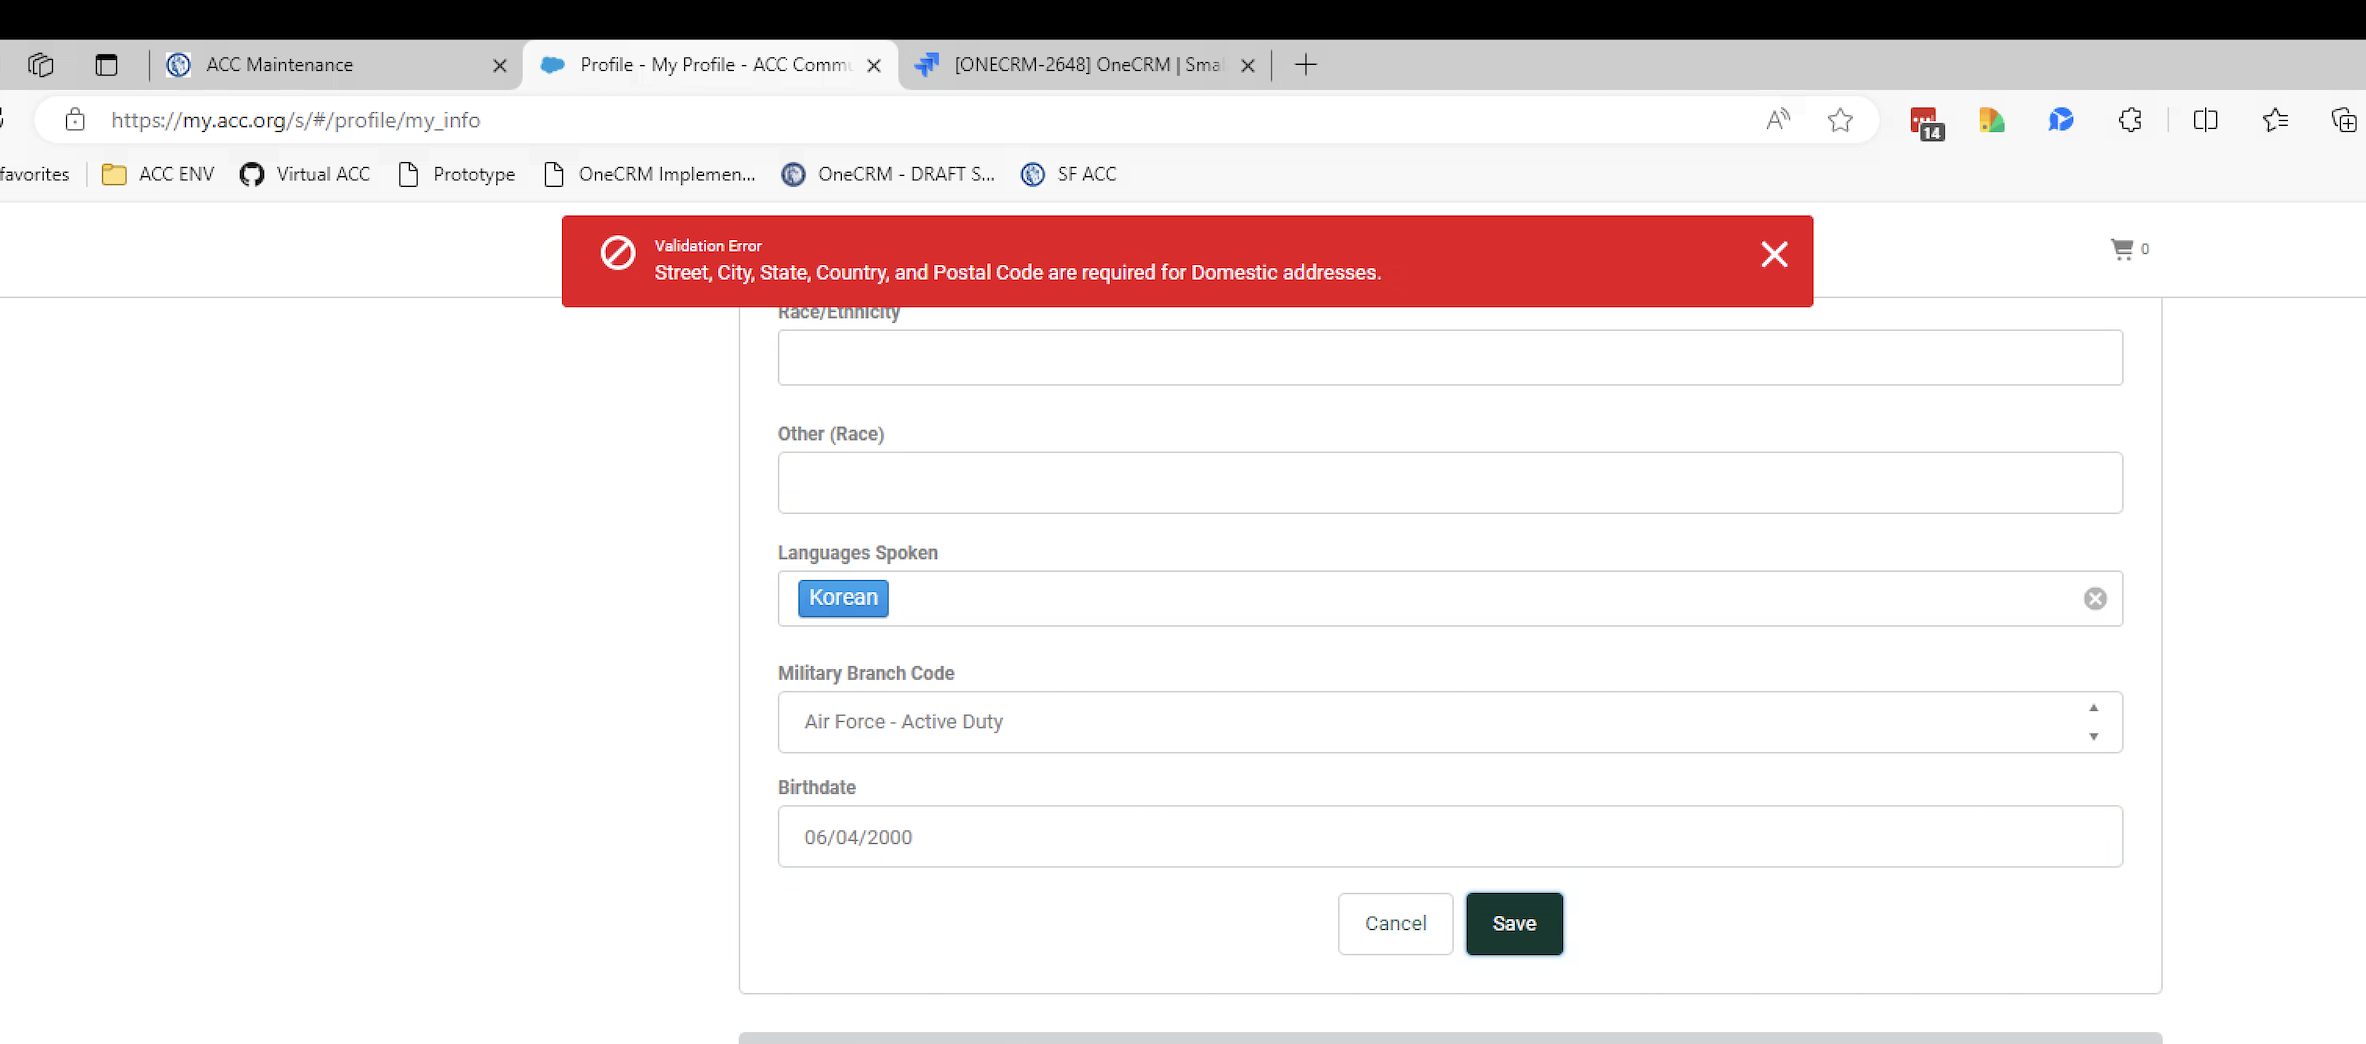 ACC Maintenance
Profile - My Profile - ACC Commu
[ONECRM-2648] OneCRM | Smal
https://my.acc.org/s/#/profile/my_info
14
favorites
ACC ENV
Virtual ACC
Prototype
OneCRM Implemen...
OneCRM - DRAFT S...
SF ACC
Validation Error
Street, City, State, Country, and Postal Code are required for Domestic addresses.
0
Race/Ethnicity
Other (Race)
Languages Spoken
Korean
Military Branch Code
Air Force - Active Duty
Birthdate
06/04/2000
Cancel
Save